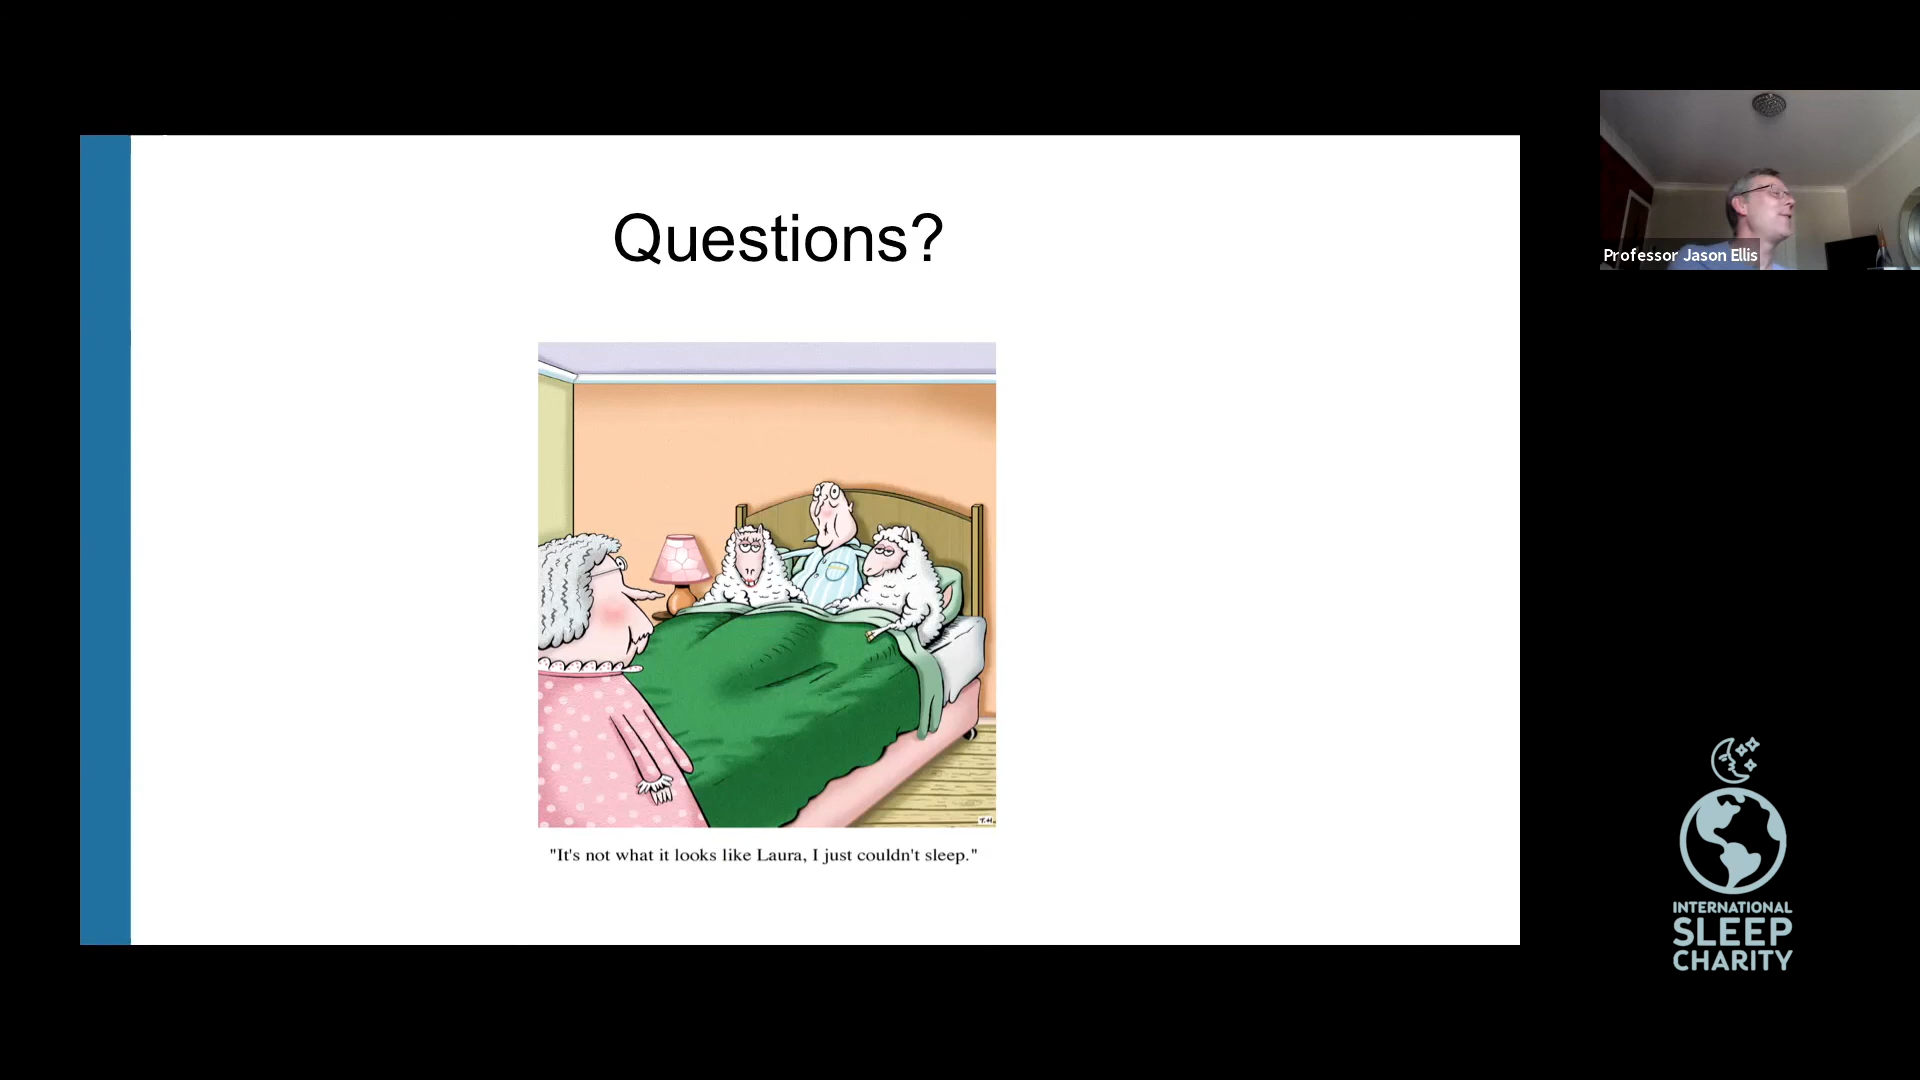 Questions?
"It's not what it looks like Laura, I just couldn't sleep."
T.H.
Professor Jason Ellis
INTERNATIONAL
SLEEP
CHARITY